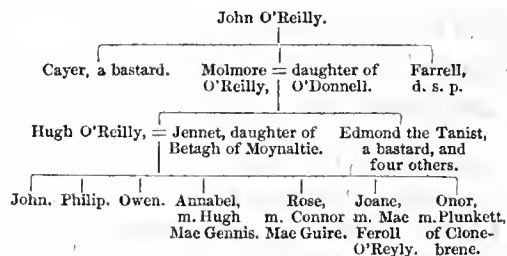 John O'Reilly.
Cayer, a bastard. Molmore = daughter of Farrell,
O'Reilly, O'Donnell. d. s. p.
Hugh O'Reilly, = Jennet, daughter of Edmond the Tanist,
Betagh of Moynaltie. a bastard, and
four others.
John. Philip. Owen. Annabel, Rose, Joane, Onor,
m. Hugh m. Connor m. Mac m. Plunkett,
Mac Gennis. Mac Guire. Feroll of Clone-
O'Reyly. brene.